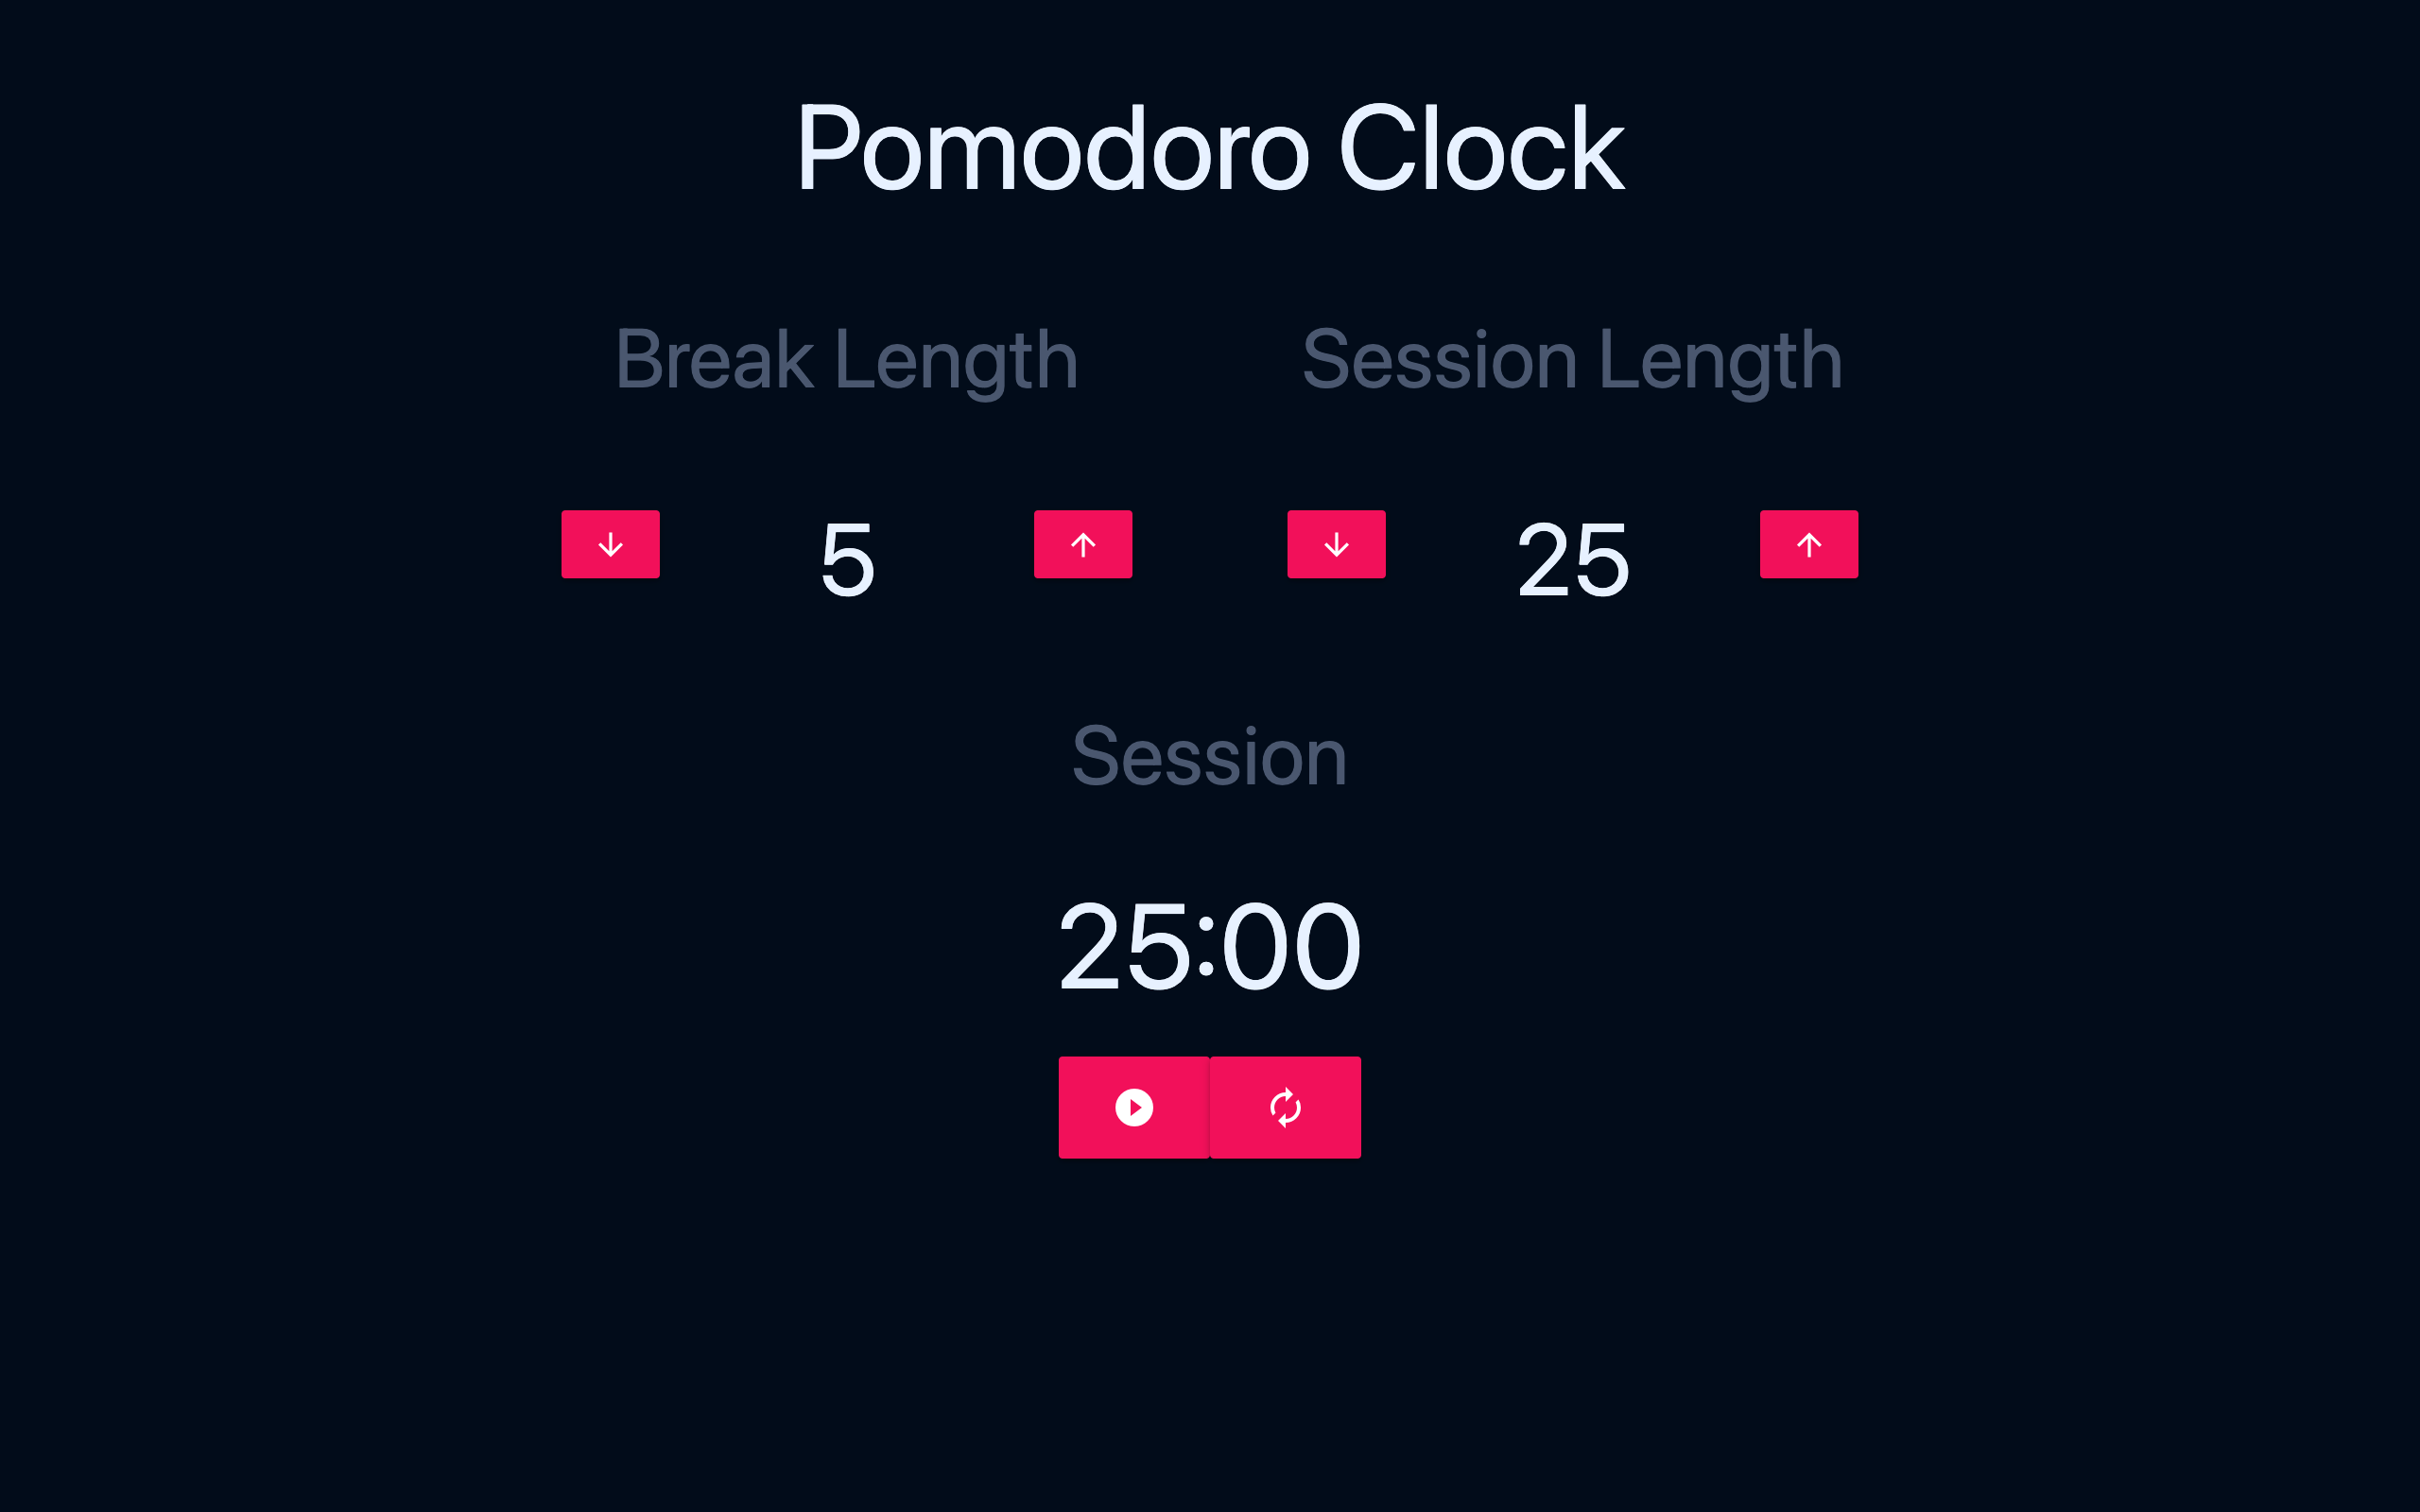 Pomodoro Clock
Break Length
Session Length
5
25
Session
25:00